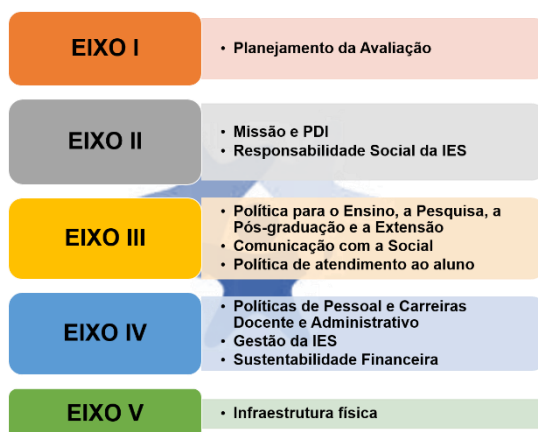 EIXO I
• Planejamento da Avaliação
EIXO II
• Missão e PDI
• Responsabilidade Social da IES
EIXO III
• Política para o Ensino, a Pesquisa, a
Pós-graduação e a Extensão
• Comunicação com a Social
• Política de atendimento ao aluno
EIXO IV
• Políticas de Pessoal e Carreiras
Docente e Administrativo
• Gestão da IES
• Sustentabilidade Financeira
EIXO V
• Infraestrutura física